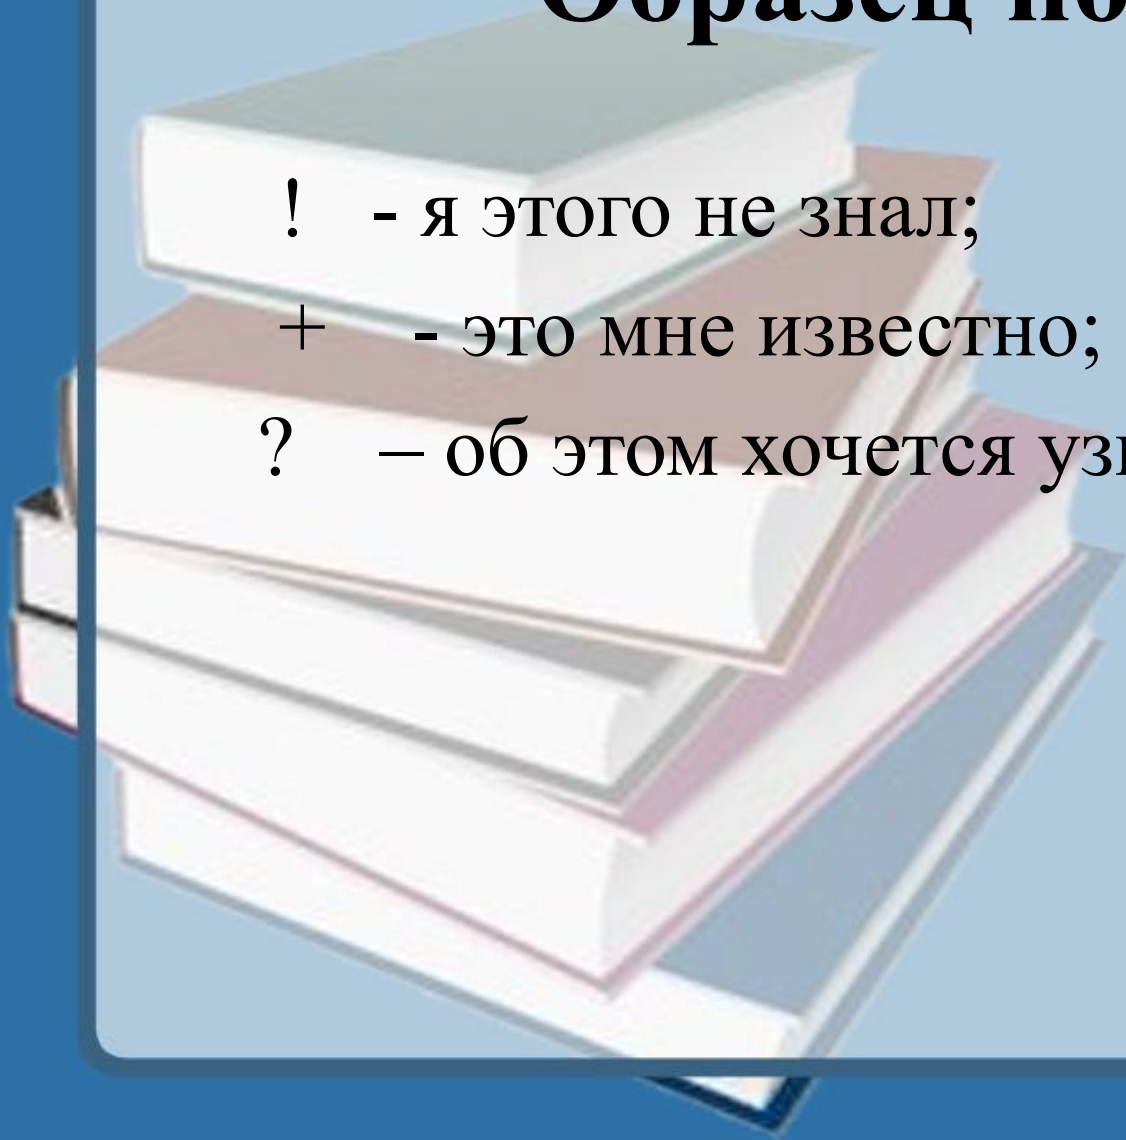 Образец
! - я этого не знал;
+ - это мне известно;
? – об этом хочется